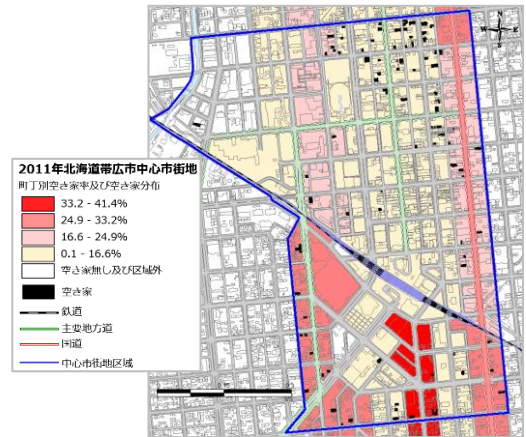 N
W
E
S
2011年北海道帯広市中心市街地
町丁別空き家率及び空き家分布
33.2 - 41.4%
24.9 - 33.2%
16.6 - 24.9%
0.1 - 16.6%
空き家無し及び区域外
空き家
鉄道
主要地方道
国道
中心市街地区域